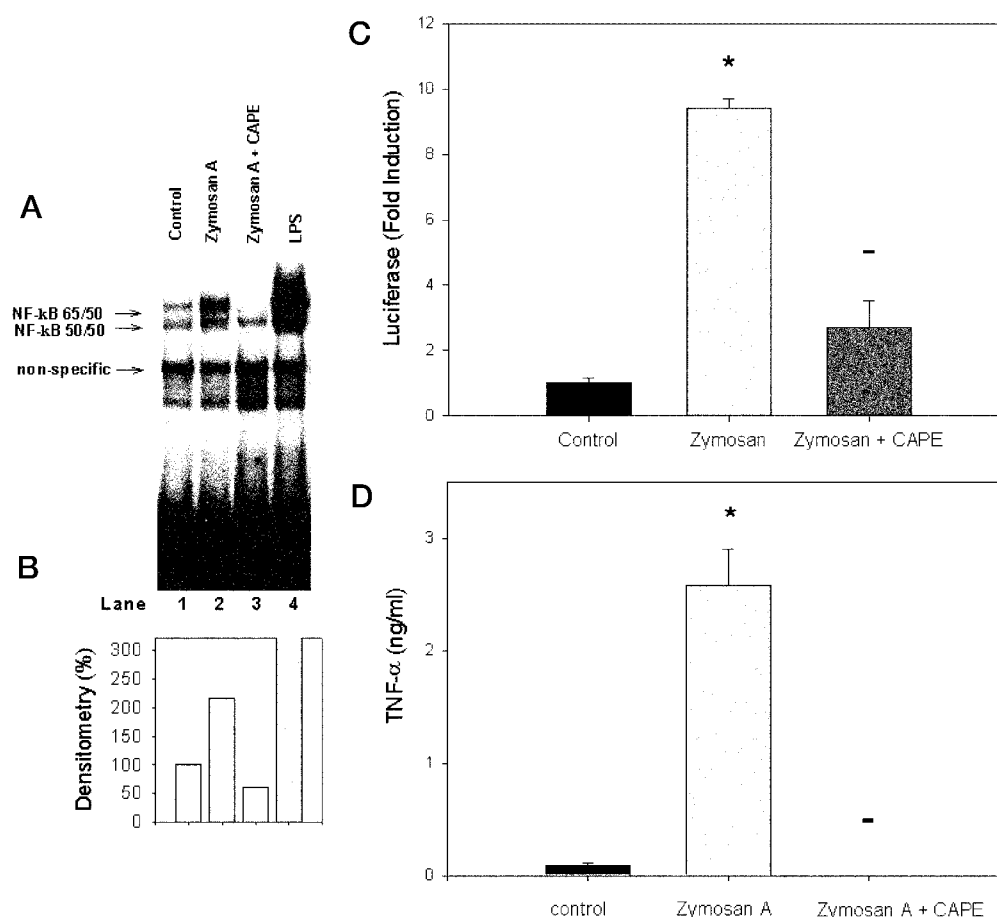 A
Control
Zymosan A
Zymosan A + CAPE
LPS
NF-kB 65/50
NF-kB 50/50
non-specific
B
Lane 1 2 3 4
Densitometry (%)
300
250
200
150
100
50
0
C
Luciferase (Fold Induction)
12
10
8
6
4
2
0
*
–
Control Zymosan Zymosan + CAPE
D
TNF-α (ng/ml)
3
2
1
0
*
–
control Zymosan A Zymosan A + CAPE